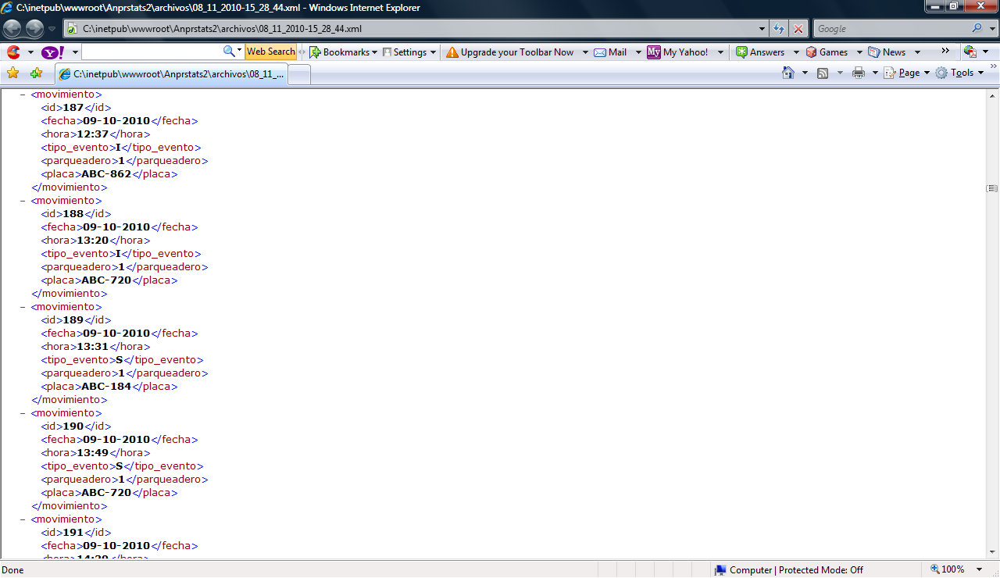 C:\inetpub\wwwroot\Anprstats2\archivos\08_11_2010-15_28_44.xml - Windows Internet Explorer
C:\inetpub\wwwroot\Anprstats2\archivos\08_11_2010-15_28_44.xml Google
Y! Web Search Bookmarks Settings Upgrade your Toolbar Now Mail My My Yahoo! Answers Games News »
C:\inetpub\wwwroot\Anprstats2\archivos\08_11_... Page Tools »
- <movimiento>
<id>187</id>
<fecha>09-10-2010</fecha>
<hora>12:37</hora>
<tipo_evento>I</tipo_evento>
<parqueadero>1</parqueadero>
<placa>ABC-862</placa>
</movimiento>
- <movimiento>
<id>188</id>
<fecha>09-10-2010</fecha>
<hora>13:20</hora>
<tipo_evento>I</tipo_evento>
<parqueadero>1</parqueadero>
<placa>ABC-720</placa>
</movimiento>
- <movimiento>
<id>189</id>
<fecha>09-10-2010</fecha>
<hora>13:31</hora>
<tipo_evento>S</tipo_evento>
<parqueadero>1</parqueadero>
<placa>ABC-184</placa>
</movimiento>
- <movimiento>
<id>190</id>
<fecha>09-10-2010</fecha>
<hora>13:49</hora>
<tipo_evento>S</tipo_evento>
<parqueadero>1</parqueadero>
<placa>ABC-720</placa>
</movimiento>
- <movimiento>
<id>191</id>
<fecha>09-10-2010</fecha>
Done Computer | Protected Mode: Off 100%